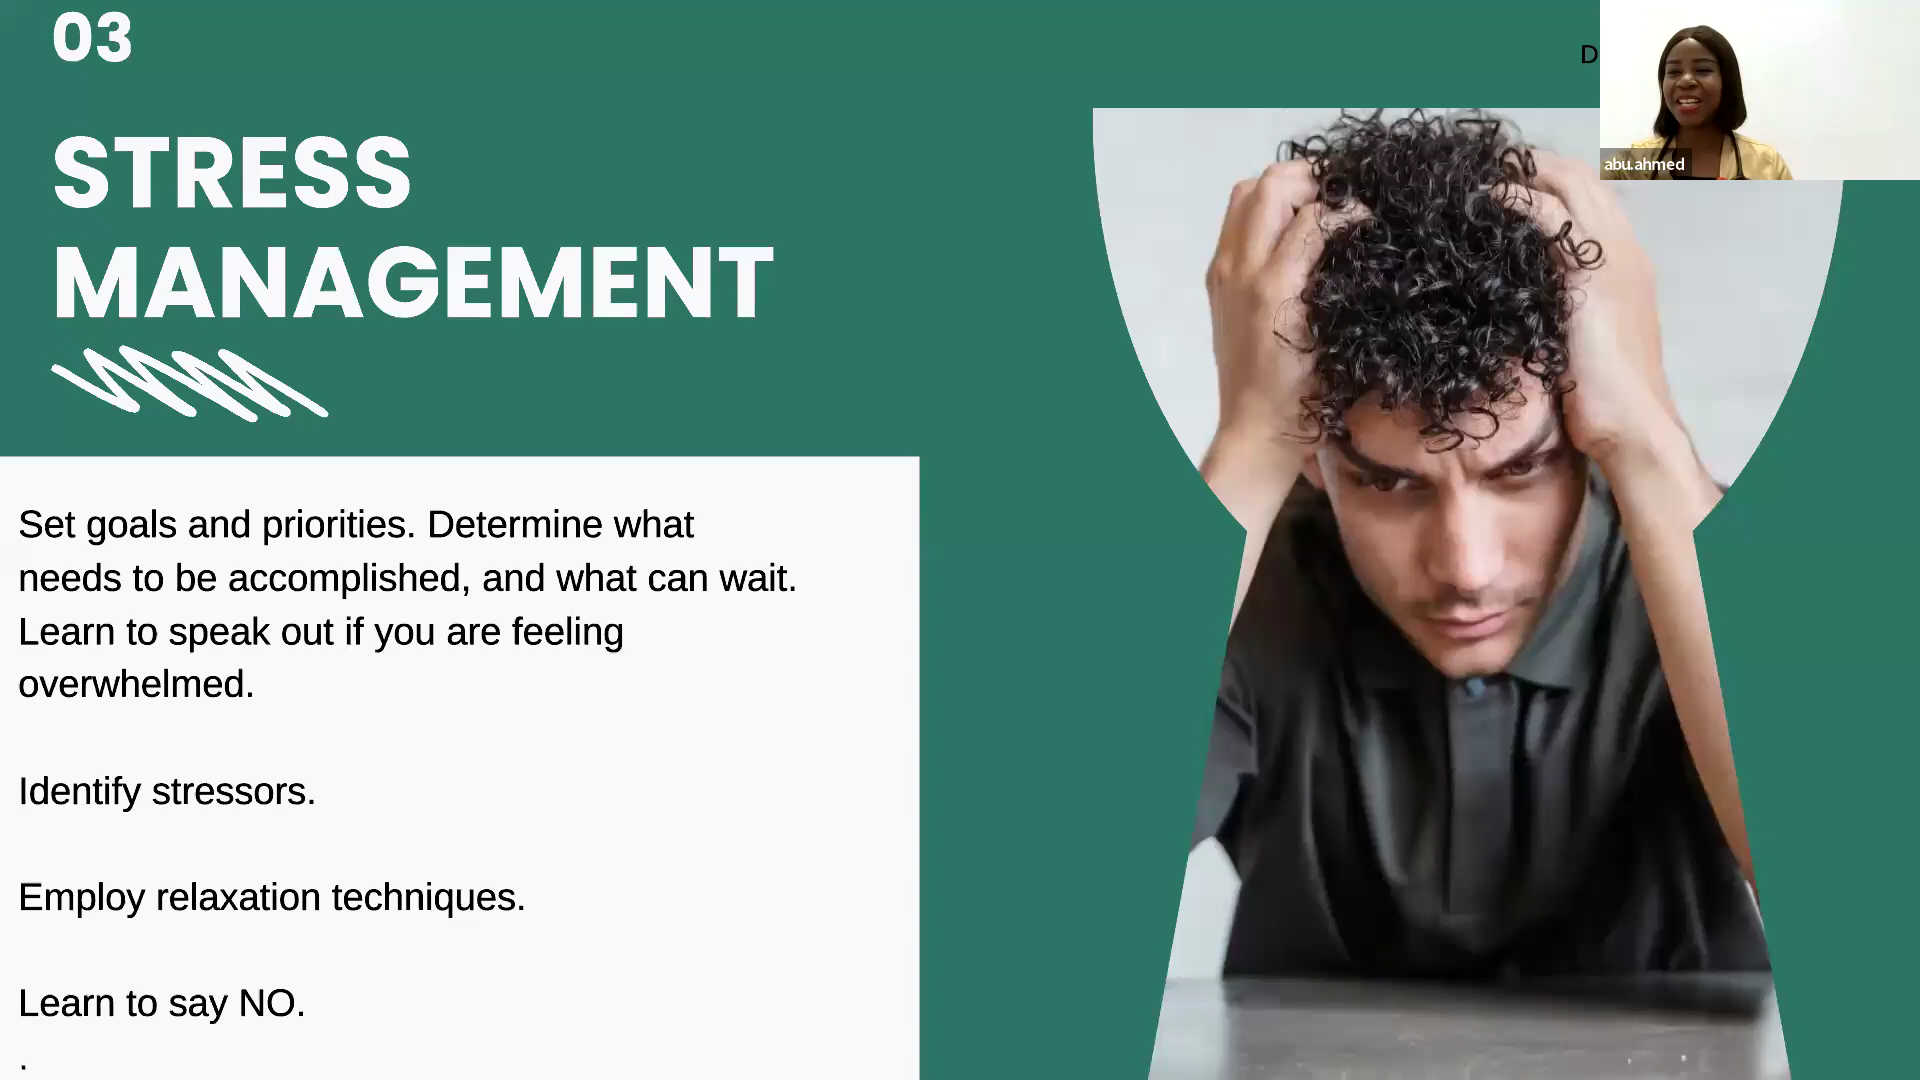 03
D
abu.ahmed
STRESS
MANAGEMENT
Set goals and priorities. Determine what
needs to be accomplished, and what can wait.
Learn to speak out if you are feeling
overwhelmed.
Identify stressors.
Employ relaxation techniques.
Learn to say NO.
.